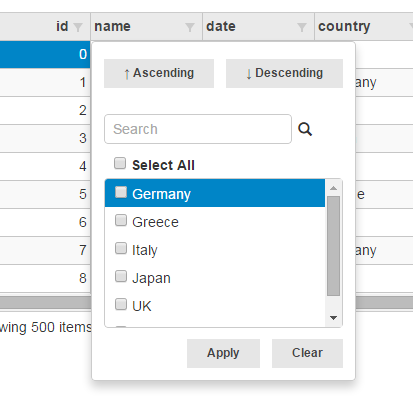 id name date country
0
↑Ascending ↓Descending
1 any
2
Search
3
4 Select All
Germany
5 e
Greece
6
Italy
7 any
Japan
8
UK
wing 500 items
Apply Clear